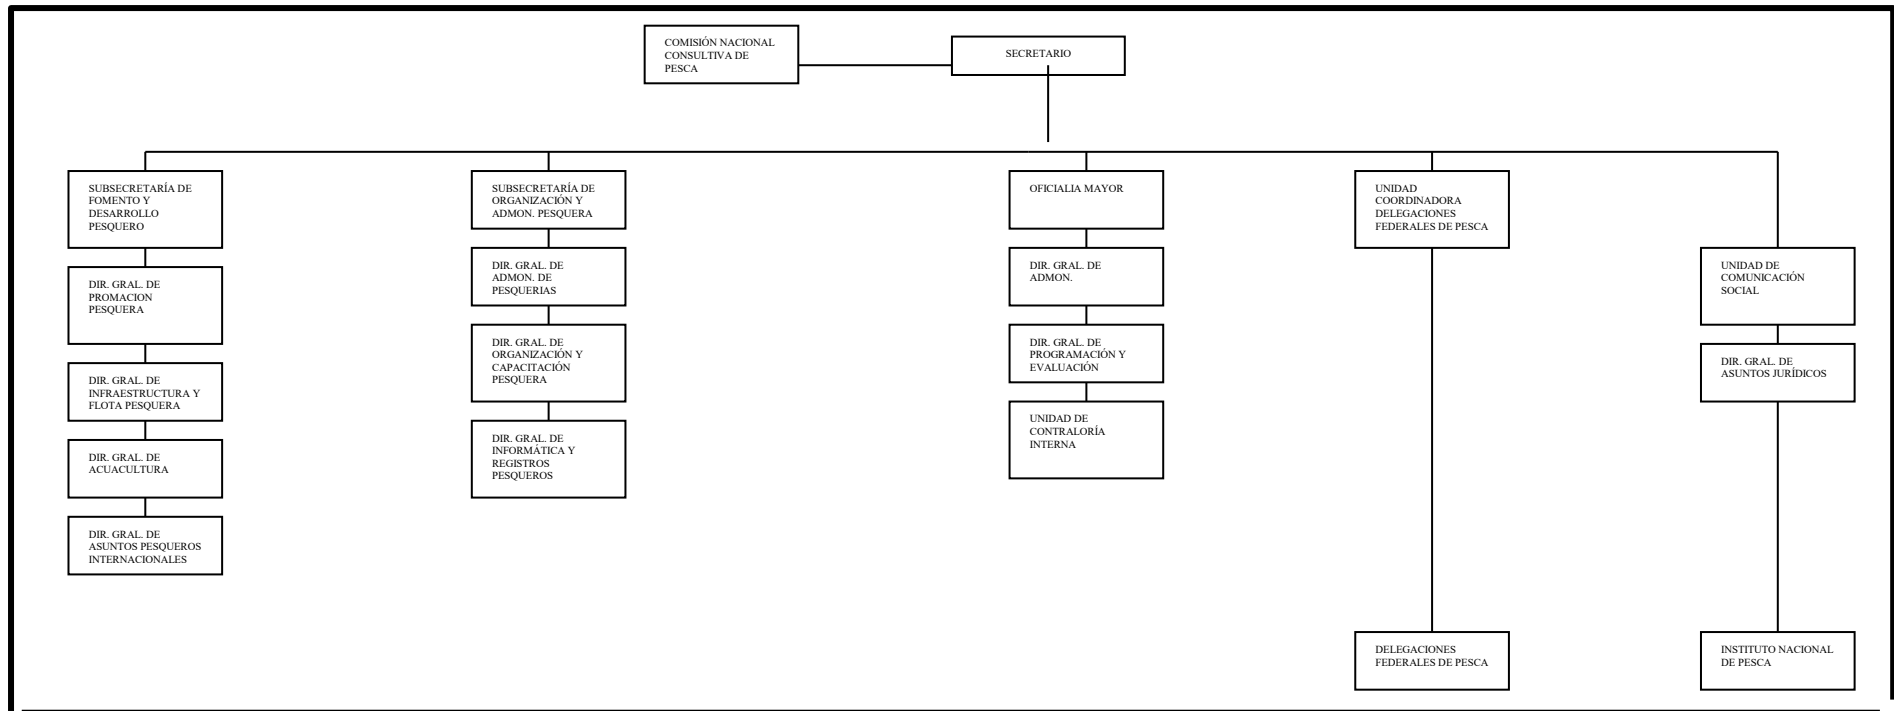 COMISIÓN NACIONAL
CONSULTIVA DE
PESCA
SECRETARIO
SUBSECRETARÍA DE
FOMENTO Y
DESARROLLO
PESQUERO
DIR. GRAL. DE
PROMACION
PESQUERA
DIR. GRAL. DE
INFRAESTRUCTURA Y
FLOTA PESQUERA
DIR. GRAL. DE
ACUACULTURA
DIR. GRAL. DE
ASUNTOS PESQUEROS
INTERNACIONALES
SUBSECRETARÍA DE
ORGANIZACIÓN Y
ADMON. PESQUERA
DIR. GRAL. DE
ADMON. DE
PESQUERIAS
DIR. GRAL. DE
ORGANIZACIÓN Y
CAPACITACIÓN
PESQUERA
DIR. GRAL. DE
INFORMÁTICA Y
REGISTROS
PESQUEROS
OFICIALIA MAYOR
DIR. GRAL. DE
ADMON.
DIR. GRAL. DE
PROGRAMACIÓN Y
EVALUACIÓN
UNIDAD DE
CONTRALORÍA
INTERNA
UNIDAD
COORDINADORA
DELEGACIONES
FEDERALES DE PESCA
DELEGACIONES
FEDERALES DE PESCA
UNIDAD DE
COMUNICACIÓN
SOCIAL
DIR. GRAL. DE
ASUNTOS JURÍDICOS
INSTITUTO NACIONAL
DE PESCA